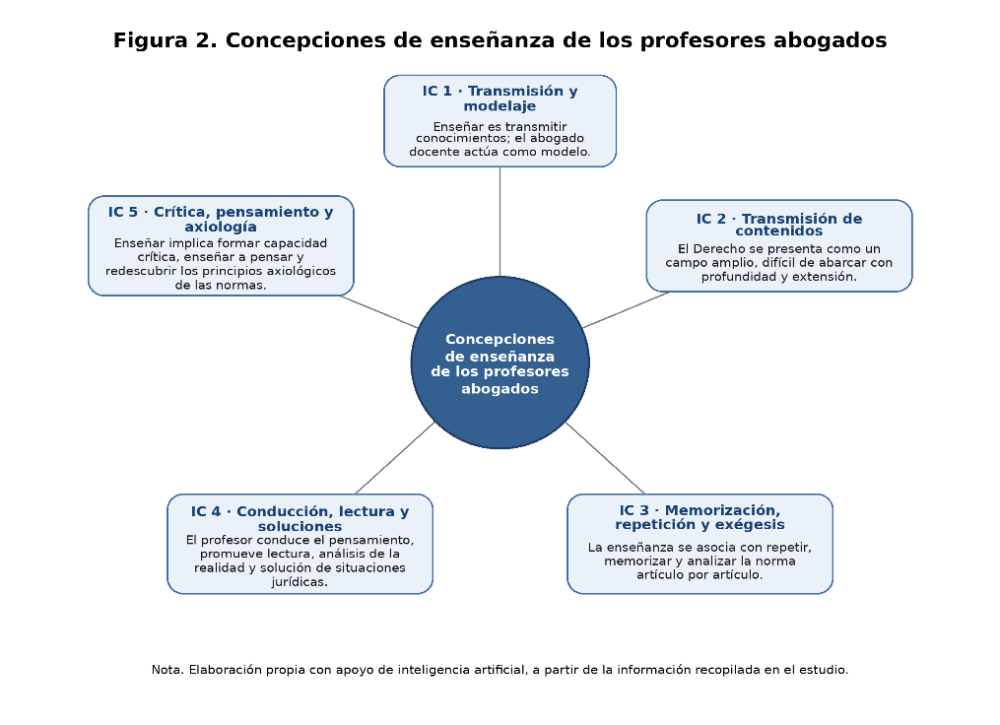 Figura 2. Concepciones de enseñanza de los profesores abogados
IC 1 · Transmisión y
modelaje
Enseñar es transmitir
conocimientos; el abogado
docente actúa como modelo.
IC 5 · Crítica, pensamiento y
axiología
Enseñar implica formar capacidad
crítica, enseñar a pensar y
redescubrir los principios axiológicos
de las normas.
IC 2 · Transmisión de
contenidos
El Derecho se presenta como un
campo amplio, difícil de abarcar con
profundidad y extensión.
Concepciones
de enseñanza
de los profesores
abogados
IC 4 · Conducción, lectura y
soluciones
El profesor conduce el pensamiento,
promueve lectura, análisis de la
realidad y solución de situaciones
jurídicas.
IC 3 · Memorización,
repetición y exégesis
La enseñanza se asocia con repetir,
memorizar y analizar la norma
artículo por artículo.
Nota. Elaboración propia con apoyo de inteligencia artificial, a partir de la información recopilada en el estudio.